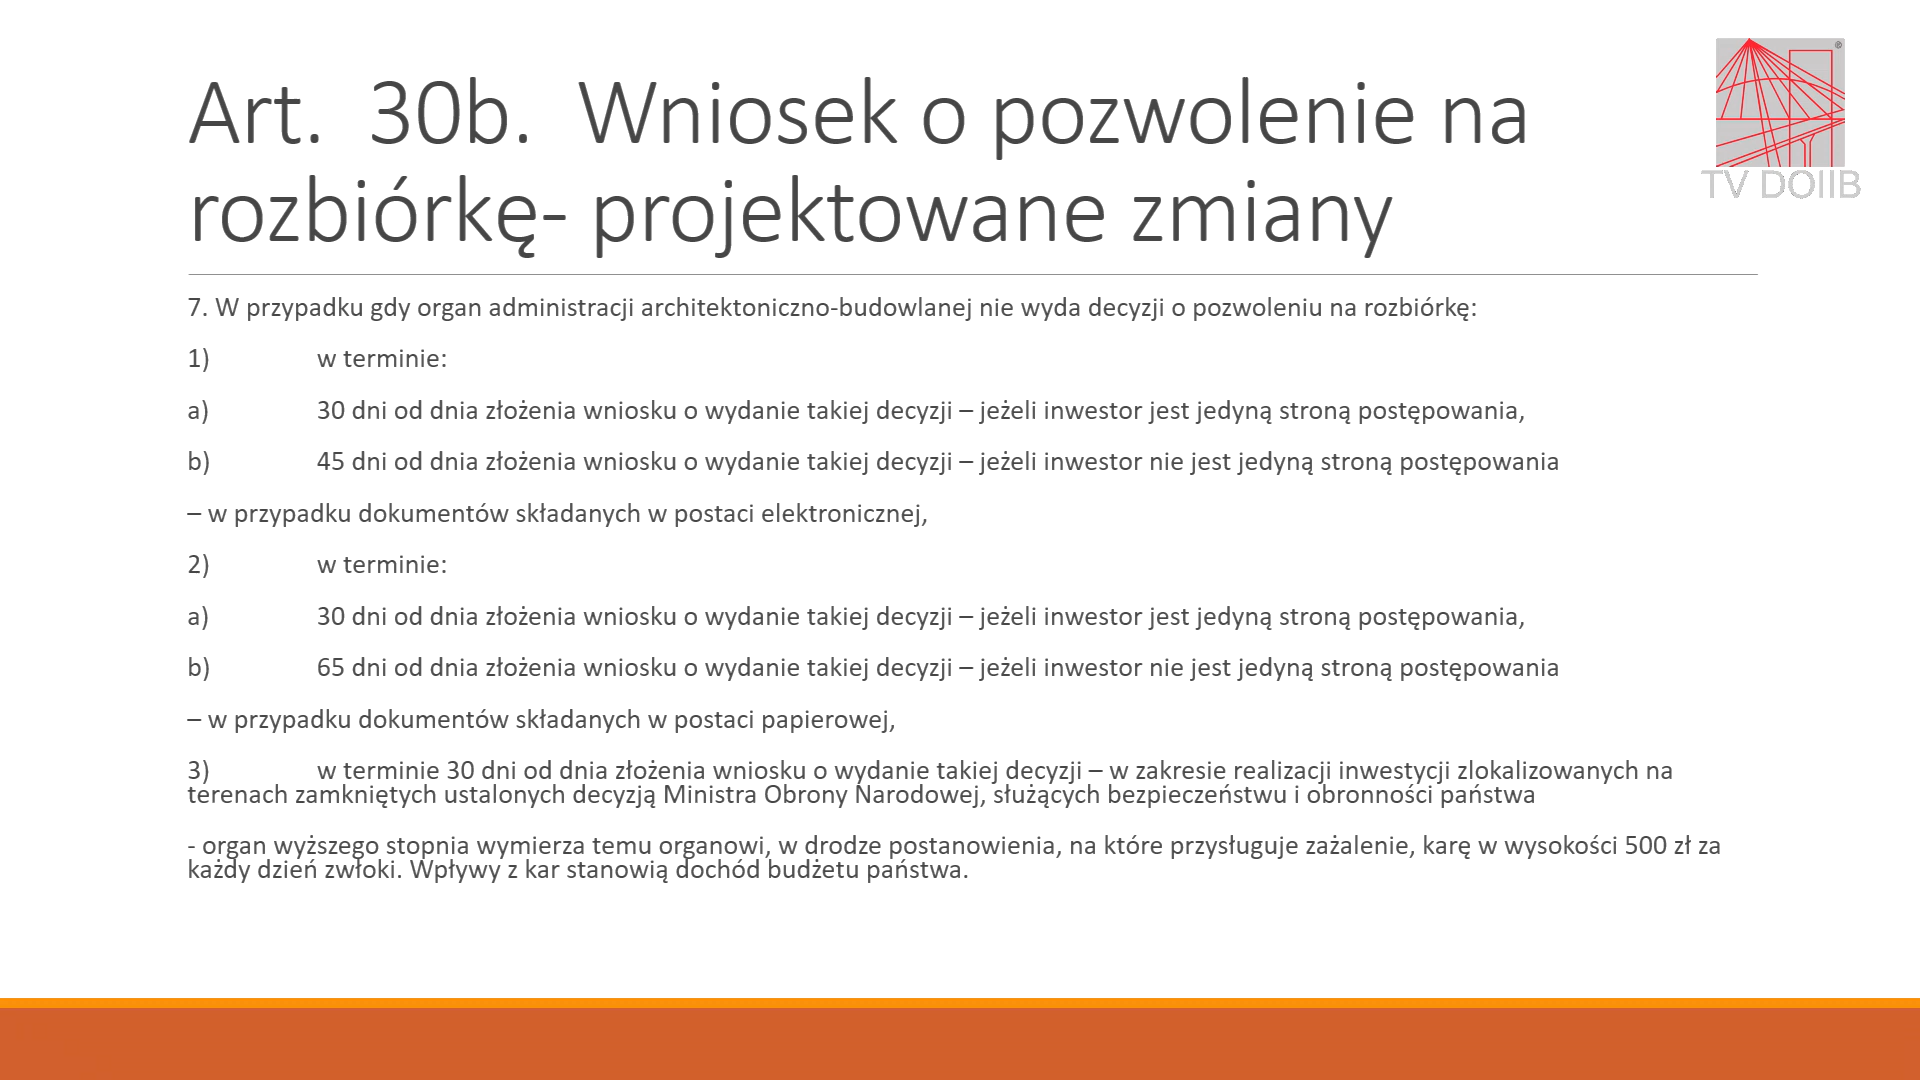 Art. 30b. Wniosek o pozwolenie na
rozbiórkę- projektowane zmiany
®
TV DOIIB
7. W przypadku gdy organ administracji architektoniczno-budowlanej nie wyda decyzji o pozwoleniu na rozbiórkę:
1) w terminie:
a) 30 dni od dnia złożenia wniosku o wydanie takiej decyzji – jeżeli inwestor jest jedyną stroną postępowania,
b) 45 dni od dnia złożenia wniosku o wydanie takiej decyzji – jeżeli inwestor nie jest jedyną stroną postępowania
– w przypadku dokumentów składanych w postaci elektronicznej,
2) w terminie:
a) 30 dni od dnia złożenia wniosku o wydanie takiej decyzji – jeżeli inwestor jest jedyną stroną postępowania,
b) 65 dni od dnia złożenia wniosku o wydanie takiej decyzji – jeżeli inwestor nie jest jedyną stroną postępowania
– w przypadku dokumentów składanych w postaci papierowej,
3) w terminie 30 dni od dnia złożenia wniosku o wydanie takiej decyzji – w zakresie realizacji inwestycji zlokalizowanych na
terenach zamkniętych ustalonych decyzją Ministra Obrony Narodowej, służących bezpieczeństwu i obronności państwa
- organ wyższego stopnia wymierza temu organowi, w drodze postanowienia, na które przysługuje zażalenie, karę w wysokości 500 zł za
każdy dzień zwłoki. Wpływy z kar stanowią dochód budżetu państwa.